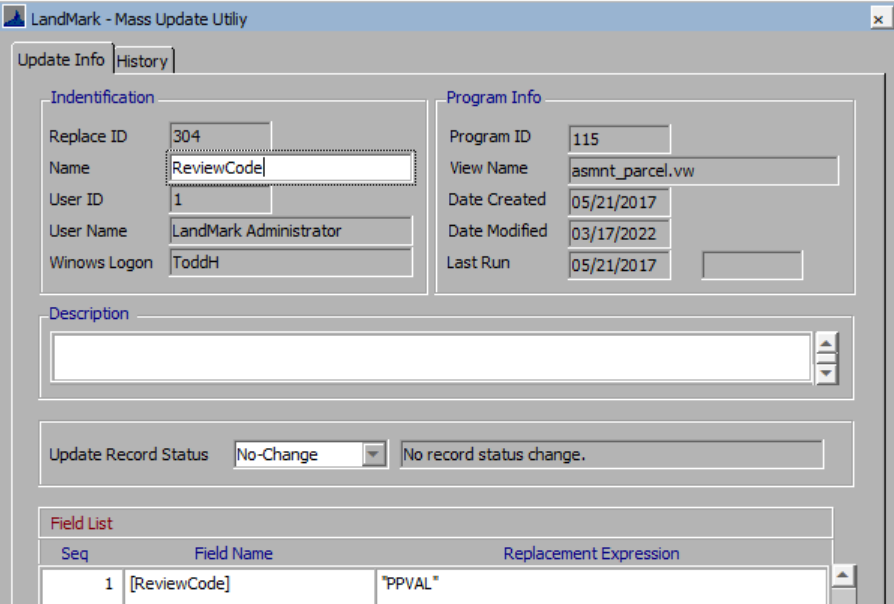 LandMark - Mass Update Utiliy
Update Info History
Indentification
Replace ID 304
Name ReviewCode
User ID 1
User Name LandMark Administrator
Winows Logon ToddH
Program Info
Program ID 115
View Name asmnt_parcel.vw
Date Created 05/21/2017
Date Modified 03/17/2022
Last Run 05/21/2017
Description
Update Record Status No-Change No record status change.
Field List
Seq Field Name Replacement Expression
1 [ReviewCode] "PPVAL"